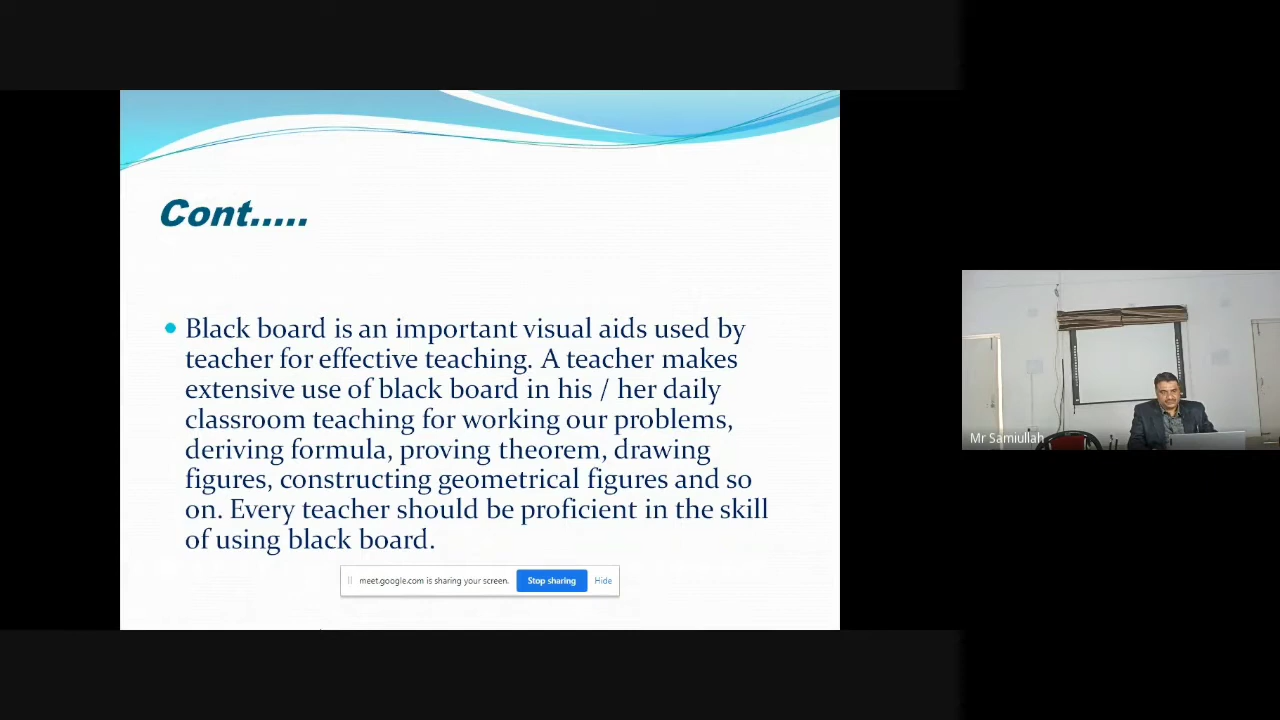 Cont.....
Black board is an important visual aids used by
teacher for effective teaching. A teacher makes
extensive use of black board in his / her daily
classroom teaching for working our problems,
deriving formula, proving theorem, drawing
figures, constructing geometrical figures and so
on. Every teacher should be proficient in the skill
of using black board.
meet.google.com is sharing your screen. Stop sharing Hide
Mr Samiullah